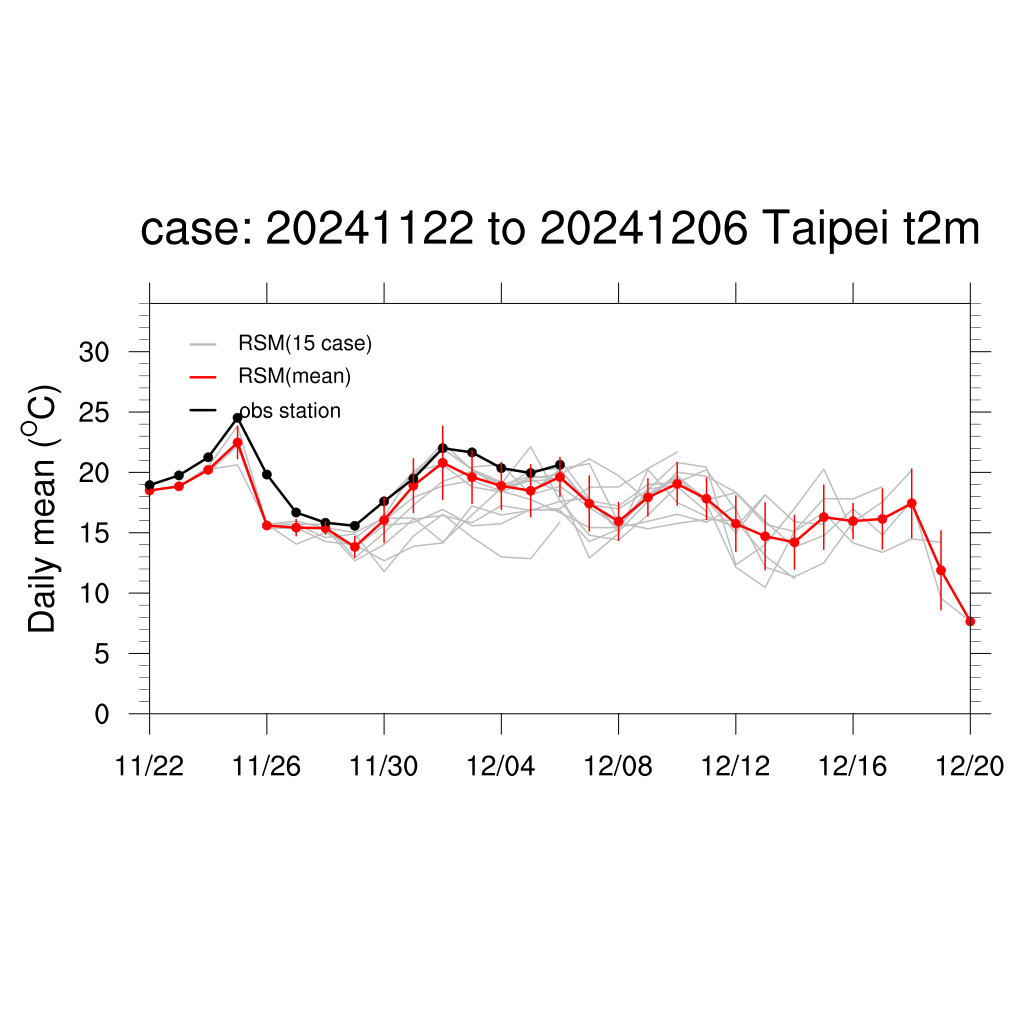 case: 20241122 to 20241206 Taipei t2m
RSM(15 case)
RSM(mean)
obs station
Daily mean (°C)
30
25
20
15
10
5
0
11/22 11/26 11/30 12/04 12/08 12/12 12/16 12/20